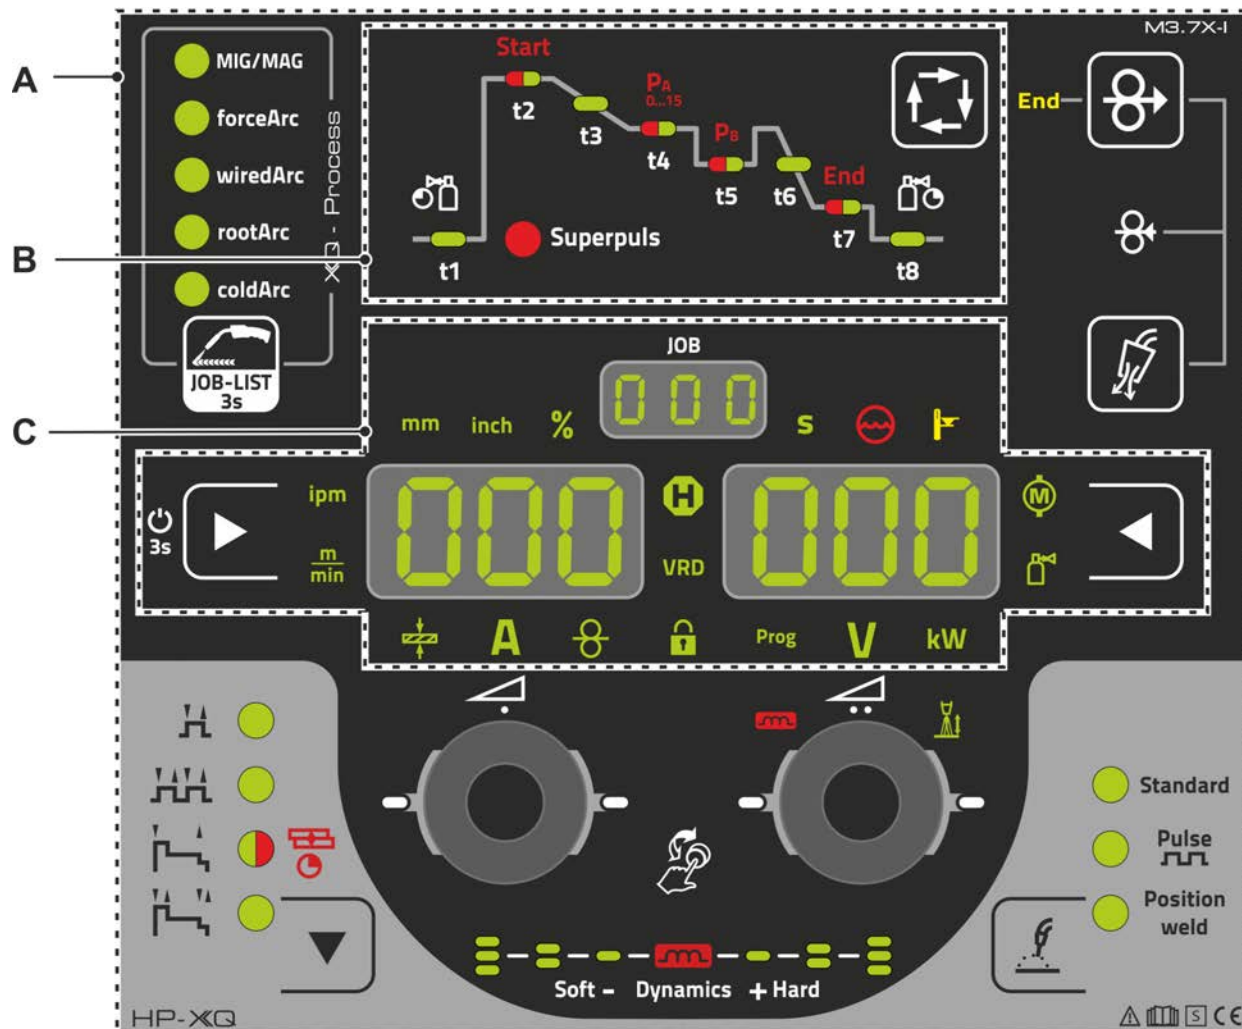 M3.7X-I
A
MIG/MAG
forceArc
wiredArc
rootArc
coldArc
XQ - Process
JOB-LIST
3s
B
Start
t2
t3
PA
0...15
t4
PB
t5
t6
End
t7
t1
Superpuls
t8
End
C
JOB
000
mm inch % s
ipm
m
min
3s
000
H
VRD
000
M
A
Prog
V
kW
Standard
Pulse
Position
weld
Soft - Dynamics + Hard
HP-XQ
S CE